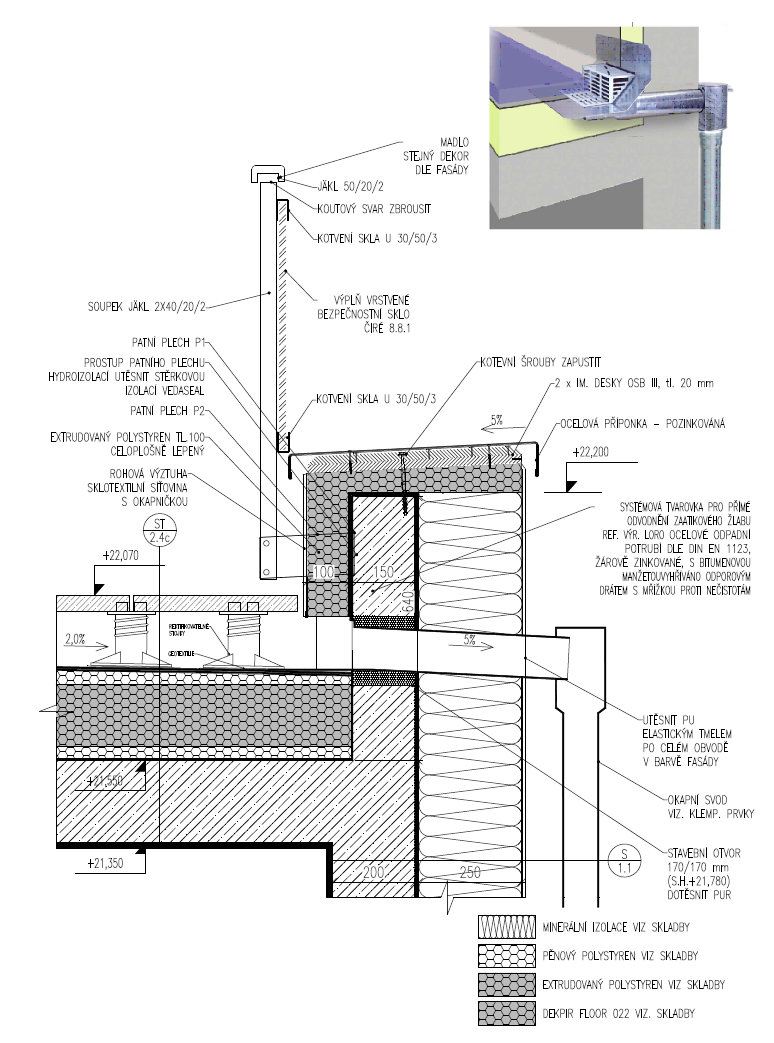 MADLO
STEJNÝ DEKOR
DLE FASÁDY
JÄKL 50/20/2
KOUTOVÝ SVAR ZBROUSIT
KOTVENÍ SKLA U 30/50/3
SOUPEK JÄKL 2X40/20/2
VÝPLŇ VRSTVENÉ
BEZPEČNOSTNÍ SKLO
ČIRÉ 8.8.1
PATNÍ PLECH P1
PROSTUP PATNÍHO PLECHU
HYDROIZOLACÍ UTĚSNIT STĚRKOVOU
IZOLACÍ VEDASEAL
PATNÍ PLECH P2
EXTRUDOVANÝ POLYSTYREN TL.100
CELOPLOŠNĚ LEPENÝ
ROHOVÁ VÝZTUHA
SKLOTEXTILNÍ SÍŤOVINA
S OKAPNIČKOU
KOTEVNÍ ŠROUBY ZAPUSTIT
2 x IM. DESKY OSB III, tl. 20 mm
KOTVENÍ SKLA U 30/50/3
5%
OCELOVÁ PŘÍPONKA – POZINKOVANÁ
+22,200
SYSTÉMOVÁ TVAROVKA PRO PŘÍMÉ
ODVODNĚNÍ ZAATIKOVÉHO ŽLABU
REF. VÝR. LORO OCELOVÉ ODPADNÍ
POTRUBÍ DLE DIN EN 1123,
ŽÁROVĚ ZINKOVANÉ, S BITUMENOVOU
MANŽETOUVYHŘÍVÁNO ODPOROVÝM
DRÁTEM S MŘÍŽKOU PROTI NEČISTOTÁM
ST
2.4c
+22,070
100
150
640
REKTIFIKOVATELNÉ
STOJKY
GEOTEXTILIE
2,0%
5%
UTĚSNIT PU
ELASTICKÝM TMELEM
PO CELÉM OBVODĚ
V BARVĚ FASÁDY
+21,550
OKAPNÍ SVOD
VIZ. KLEMP. PRVKY
+21,350
200
250
S
1.1
STAVEBNÍ OTVOR
170/170 mm
(S.H.+21,780)
DOTĚSNIT PUR
MINERÁLNÍ IZOLACE VIZ SKLADBY
PĚNOVÝ POLYSTYREN VIZ SKLADBY
EXTRUDOVANÝ POLYSTYREN VIZ SKLADBY
DEKPIR FLOOR 022 VIZ. SKLADBY